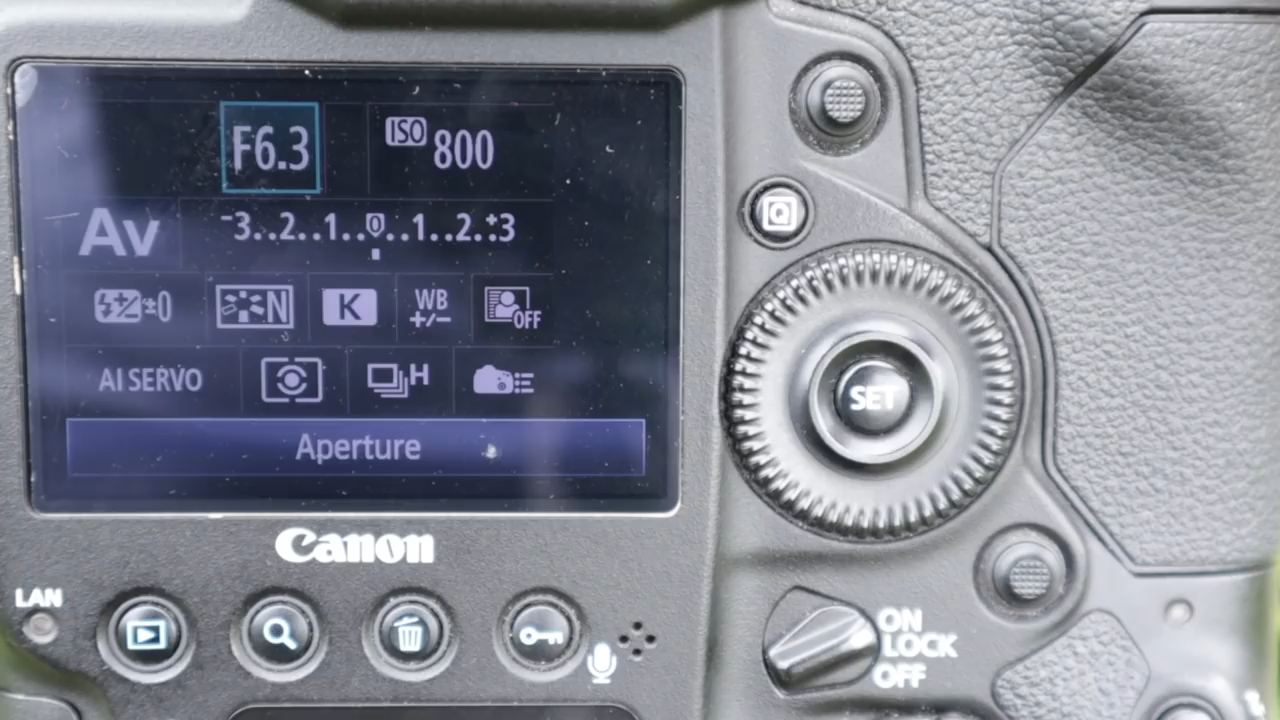 F6.3
ISO 800
Av
-3..2..1..0..1..2.:+3
±0
N
K
WB
+/-
OFF
AI SERVO
H
Aperture
Canon
LAN
Q
SET
ON
LOCK
OFF